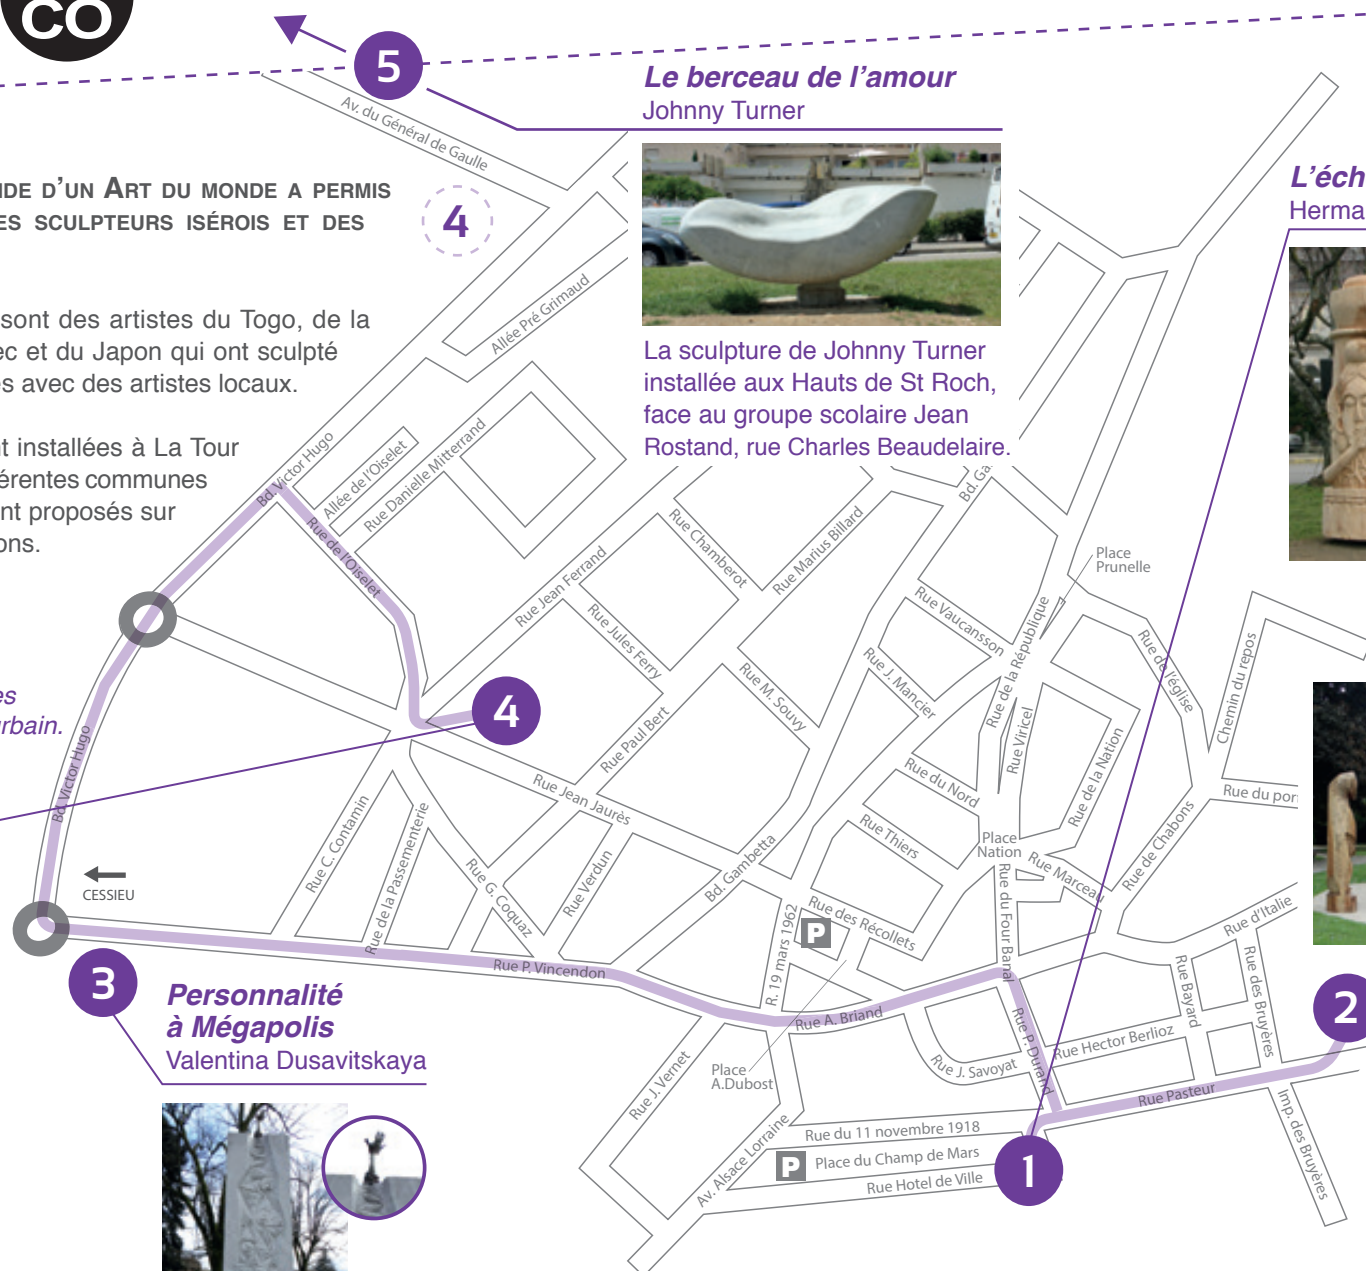 CO
5
Le berceau de l’amour
Johnny Turner
La sculpture de Johnny Turner
installée aux Hauts de St Roch,
face au groupe scolaire Jean
Rostand, rue Charles Beaudelaire.
NDE D’UN ART DU MONDE A PERMIS
ES SCULPTEURS ISÉROIS ET DES
sont des artistes du Togo, de la
ec et du Japon qui ont sculpté
es avec des artistes locaux.
nt installées à La Tour
férentes communes
nt proposés sur
ons.
es
urbain.
L’éch
Herma
4
Av. du Général de Gaulle
Allée Pré Grimaud
Bd. Victor Hugo
Allée de l’Oiselet
Rue Danielle Mitterrand
Rue de l’Oiselet
Rue Jean Ferrand
Rue Chamberot
Rue Marius Billard
Bd. Ga
Rue Jules Ferry
Rue Vaucansson
Place
Prunelle
Rue de la République
Rue de l’église
Chemin du repos
Rue J. Mancier
Rue M. Souvy
Rue Paul Bert
4
Rue Viricel
Rue de la Nation
Rue du Nord
Rue Jean Jaurès
Bd. Victor Hugo
Rue du por
Rue de Chabons
Rue Thiers
Place
Nation
Rue Marceau
Rue C. Contamin
Rue de la Passementerie
Rue G. Coquaz
Rue Verdun
Bd. Gambetta
CESSIEU
Rue des Récollets
P
R. 19 mars 1962
Rue du Four Banal
Rue d’Italie
Rue P. Vincendon
Rue A. Briand
Rue Bayard
Rue des Bruyères
2
3
Personnalité
à Mégapolis
Valentina Dusavitskaya
Rue P. Durand
Rue Hector Berlioz
Rue J. Savoyat
Place
A.Dubost
Rue J. Vernet
Rue Pasteur
Imp. des Bruyères
Av. Alsace Lorraine
Rue du 11 novembre 1918
P
Place du Champ de Mars
Rue Hotel de Ville
1